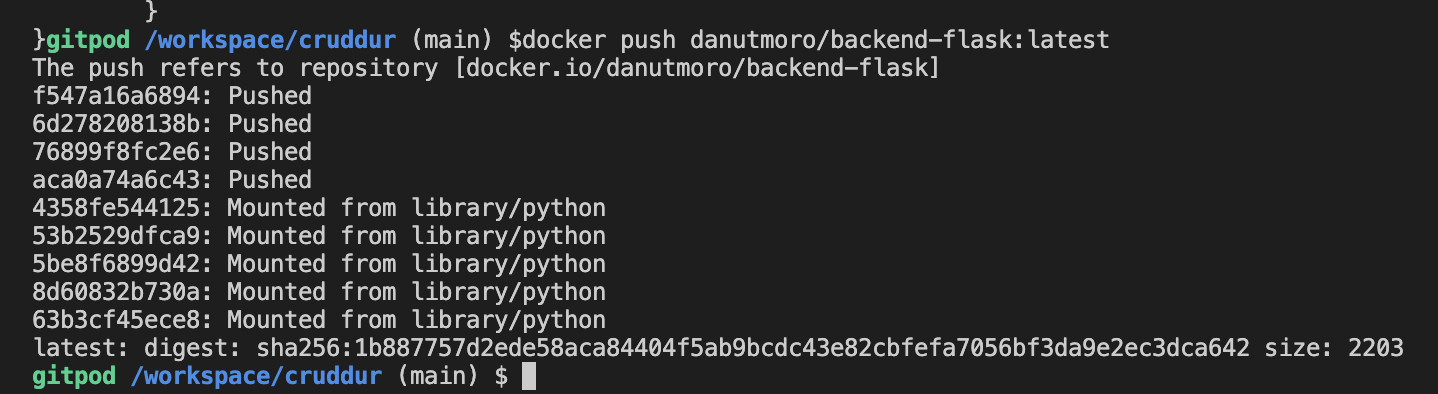 }
}gitpod /workspace/cruddur (main) $docker push danutmoro/backend-flask:latest
The push refers to repository [docker.io/danutmoro/backend-flask]
f547a16a6894: Pushed
6d278208138b: Pushed
76899f8fc2e6: Pushed
aca0a74a6c43: Pushed
4358fe544125: Mounted from library/python
53b2529dfca9: Mounted from library/python
5be8f6899d42: Mounted from library/python
8d60832b730a: Mounted from library/python
63b3cf45ece8: Mounted from library/python
latest: digest: sha256:1b887757d2ede58aca84404f5ab9bcdc43e82cbfefa7056bf3da9e2ec3dca642 size: 2203
gitpod /workspace/cruddur (main) $